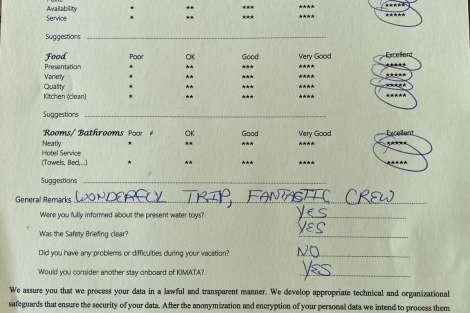 Availability * ** *** **** *****
Service * ** *** **** *****
Suggestions
Food Poor OK Good Very Good Excellent
Presentation * ** *** **** *****
Variety * ** *** **** *****
Quality * ** *** **** *****
Kitchen (clean) * ** *** **** *****
Suggestions
Rooms/ Bathrooms Poor OK Good Very Good Excellent
Neatly * ** *** **** *****
Hotel Service
(Towels, Bed,...) * ** *** **** *****
Suggestions
General Remarks WONDERFLY TRIP, FANTASTIC CREW
Were you fully informed about the present water toys? YES
Was the Safety Briefing clear? YES
Did you have any problems or difficulties during your vacation? NO
Would you consider another stay onboard of KIMATA? YES
We assure you that we process your data in a lawful and transparent manner. We develop appropriate technical and organizational
safeguards that ensure the security of your data. After the anonymization and encryption of your personal data we intend to process them